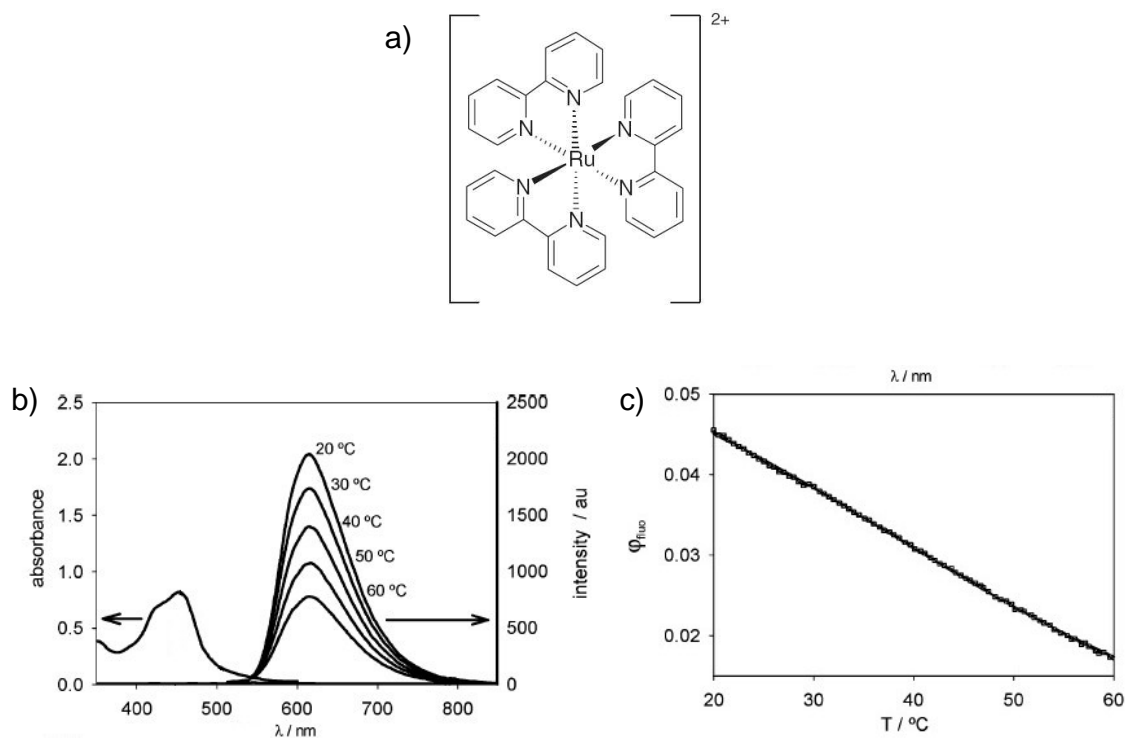 a)
2+
N
N
N
Ru
N
N
N
b)
2.5
2.0
1.5
1.0
0.5
0.0
absorbance
400
500
600
700
800
λ / nm
20 ºC
30 ºC
40 ºC
50 ºC
60 ºC
2500
2000
1500
1000
500
0
intensity / au
c)
λ / nm
0.05
0.04
0.03
0.02
φfluo
20
30
40
50
60
T / ºC